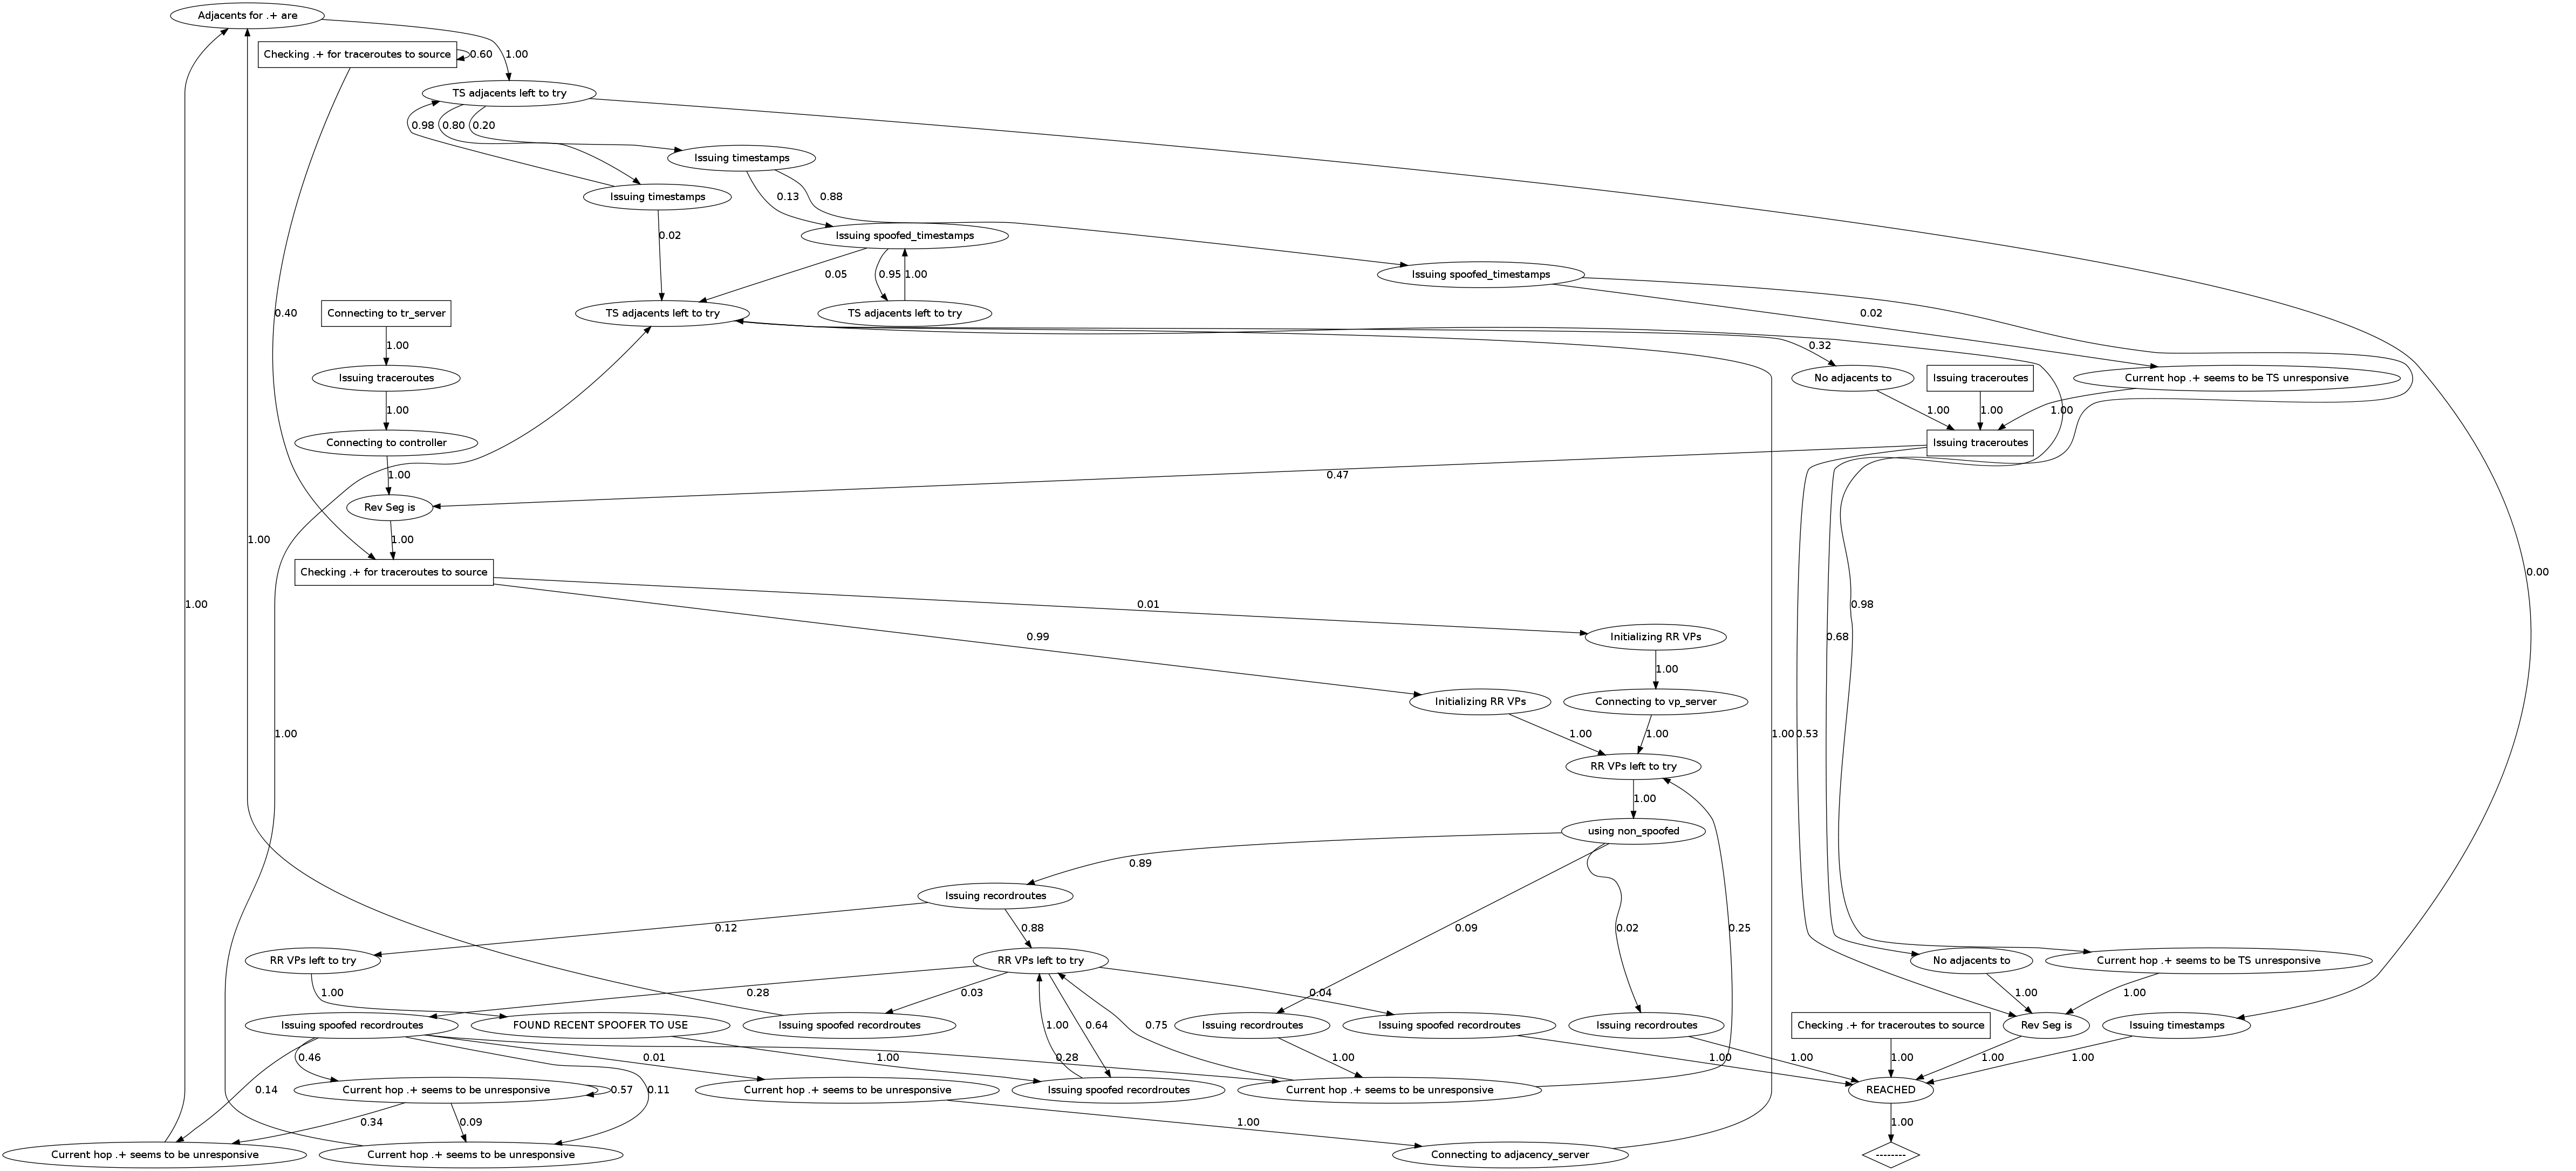 Adjacents for .+ are
Checking .+ for traceroutes to source
0.60
1.00
TS adjacents left to try
0.98
0.80
0.20
Issuing timestamps
Issuing timestamps
0.13
0.88
0.02
Issuing spoofed_timestamps
0.05
0.95
1.00
Issuing spoofed_timestamps
0.40
Connecting to tr_server
TS adjacents left to try
TS adjacents left to try
0.02
1.00
0.32
Issuing traceroutes
No adjacents to
Issuing traceroutes
Current hop .+ seems to be TS unresponsive
1.00
1.00
1.00
1.00
Connecting to controller
Issuing traceroutes
1.00
0.47
Rev Seg is
1.00
1.00
Checking .+ for traceroutes to source
0.00
1.00
0.01
0.98
0.99
Initializing RR VPs
0.68
1.00
Initializing RR VPs
Connecting to vp_server
1.00
1.00
1.00
1.00
0.53
RR VPs left to try
1.00
using non_spoofed
0.89
Issuing recordroutes
0.12
0.88
0.09
0.02
0.25
RR VPs left to try
RR VPs left to try
No adjacents to
Current hop .+ seems to be TS unresponsive
1.00
0.28
0.03
0.04
1.00
1.00
Issuing spoofed recordroutes
FOUND RECENT SPOOFER TO USE
Issuing spoofed recordroutes
1.00
0.64
0.75
Issuing recordroutes
Issuing spoofed recordroutes
Issuing recordroutes
Checking .+ for traceroutes to source
Rev Seg is
Issuing timestamps
0.46
0.01
1.00
0.28
1.00
1.00
1.00
1.00
1.00
1.00
0.14
Current hop .+ seems to be unresponsive
0.57
0.11
Current hop .+ seems to be unresponsive
Issuing spoofed recordroutes
Current hop .+ seems to be unresponsive
REACHED
0.34
0.09
1.00
1.00
Current hop .+ seems to be unresponsive
Current hop .+ seems to be unresponsive
Connecting to adjacency_server
--------